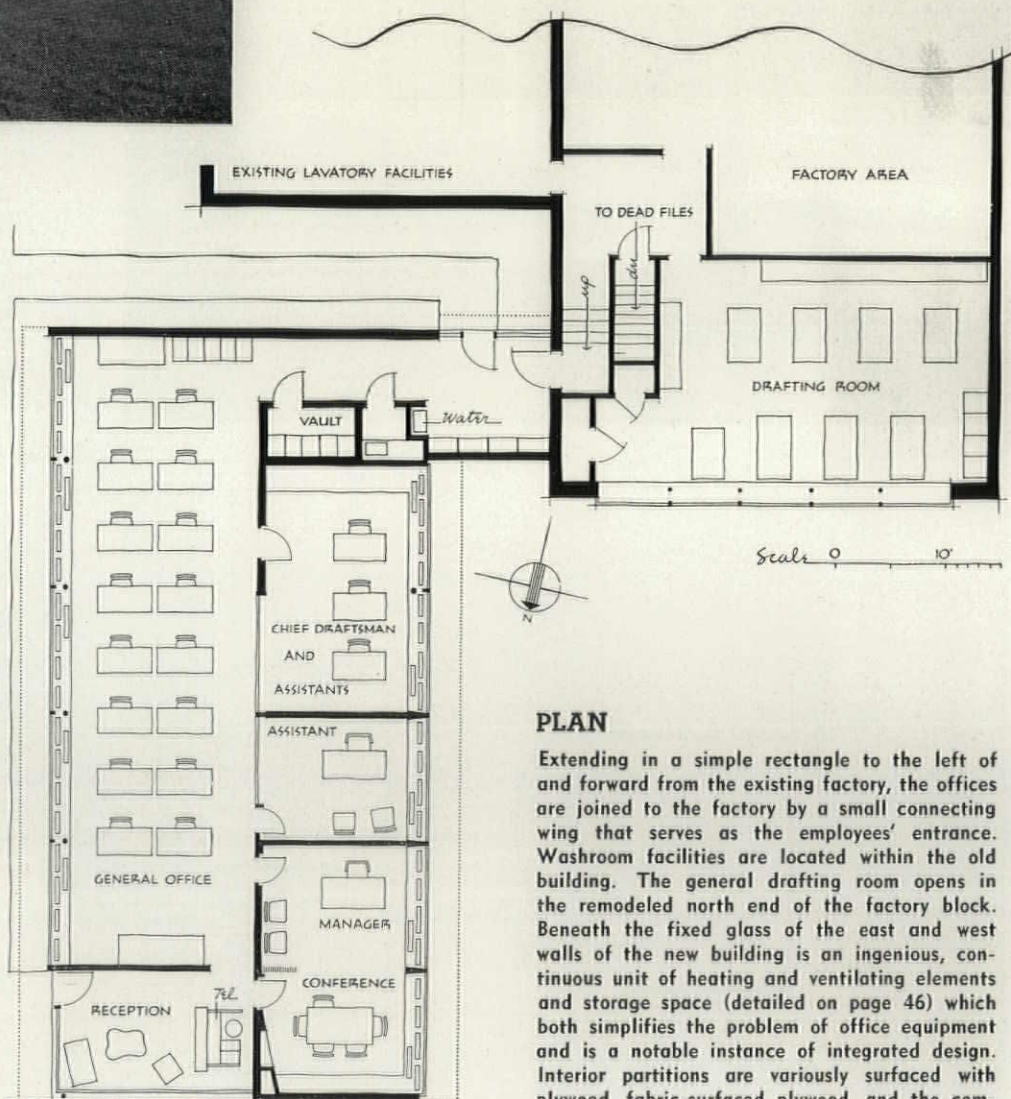 EXISTING LAVATORY FACILITIES
FACTORY AREA
TO DEAD FILES
up
dn
DRAFTING ROOM
VAULT
Water
Scale 0 10'
N
CHIEF DRAFTSMAN
AND
ASSISTANTS
ASSISTANT
GENERAL OFFICE
MANAGER
CONFERENCE
Tel
RECEPTION
PLAN
Extending in a simple rectangle to the left of
and forward from the existing factory, the offices
are joined to the factory by a small connecting
wing that serves as the employees' entrance.
Washroom facilities are located within the old
building. The general drafting room opens in
the remodeled north end of the factory block.
Beneath the fixed glass of the east and west
walls of the new building is an ingenious, con-
tinuous unit of heating and ventilating elements
and storage space (detailed on page 46) which
both simplifies the problem of office equipment
and is a notable instance of integrated design.
Interior partitions are variously surfaced with
plywood, fabric-surfaced plywood, and the com-